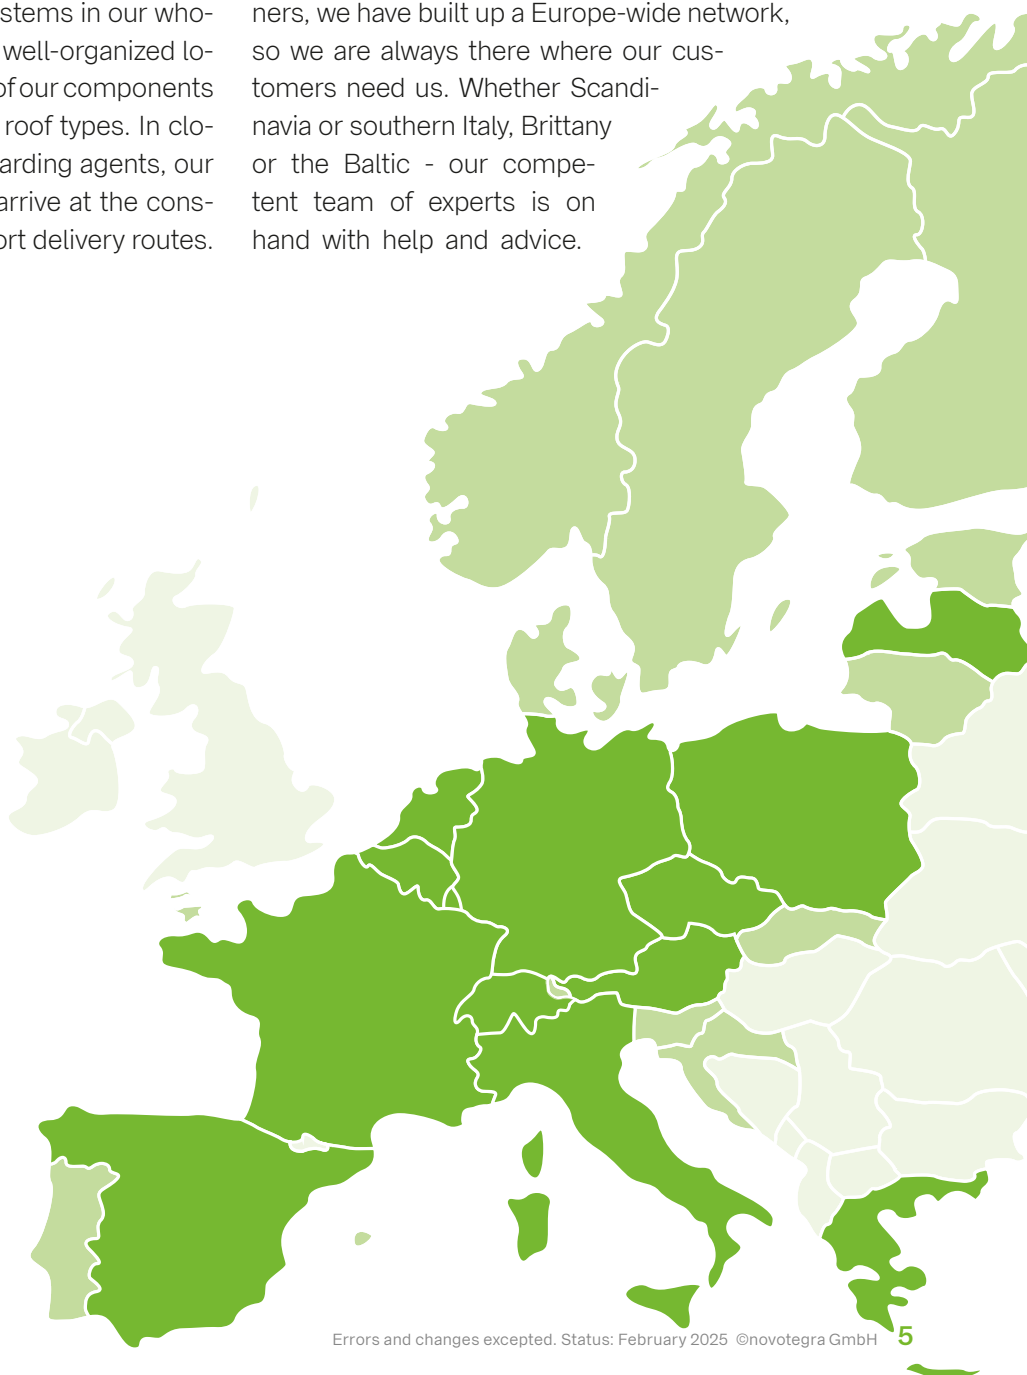 stems in our who-
well-organized lo-
of our components
roof types. In clo-
arding agents, our
arrive at the cons-
ort delivery routes.
ners, we have built up a Europe-wide network,
so we are always there where our cus-
tomers need us. Whether Scandi-
navia or southern Italy, Brittany
or the Baltic - our compe-
tent team of experts is on
hand with help and advice.
Errors and changes excepted. Status: February 2025 ©novotegra GmbH 5